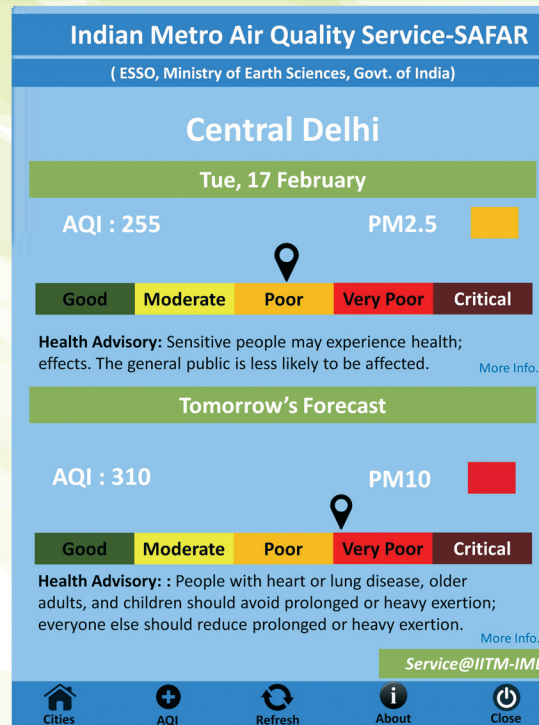 Indian Metro Air Quality Service-SAFAR
( ESSO, Ministry of Earth Sciences, Govt. of India)
Central Delhi
Tue, 17 February
AQI : 255 PM2.5
Good Moderate Poor Very Poor Critical
Health Advisory: Sensitive people may experience health;
effects. The general public is less likely to be affected.
More Info.
Tomorrow's Forecast
AQI : 310 PM10
Good Moderate Poor Very Poor Critical
Health Advisory: : People with heart or lung disease, older
adults, and children should avoid prolonged or heavy exertion;
everyone else should reduce prolonged or heavy exertion.
More Info.
Service@IITM-IM
Cities AQI Refresh About Close